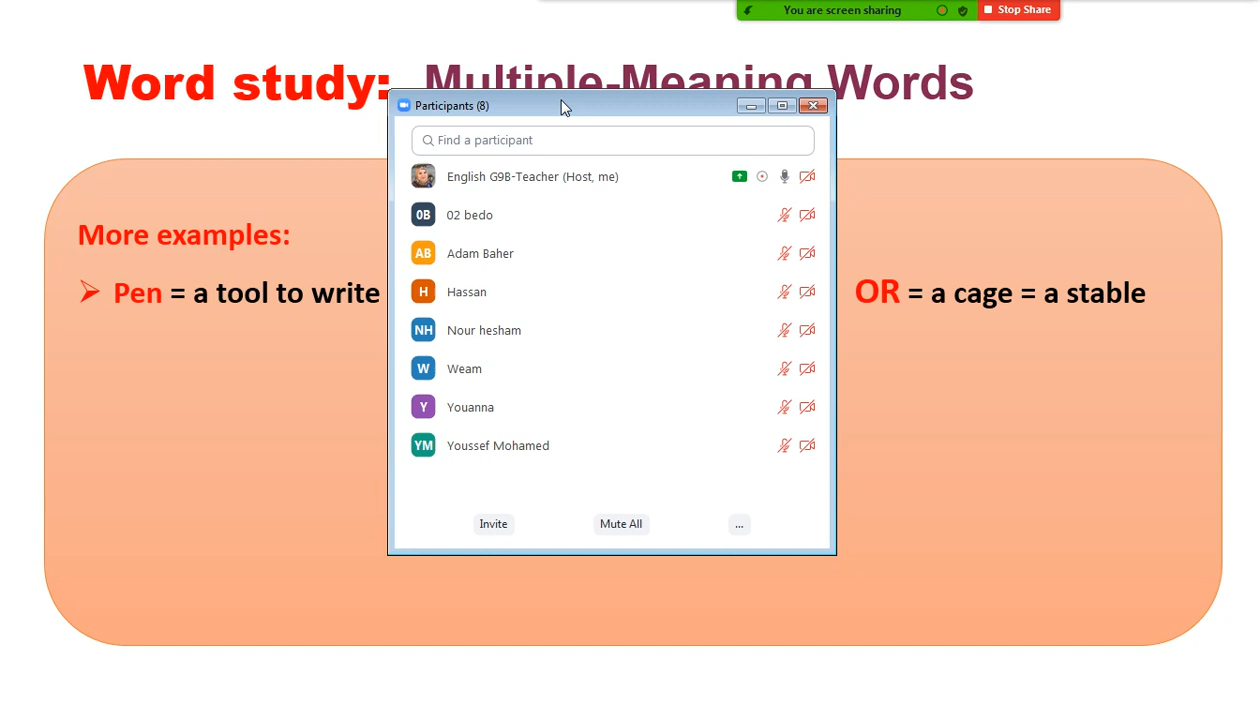 You are screen sharing
Stop Share
Word study: Multiple-Meaning Words
Participants (8)
Find a participant
English G9B-Teacher (Host, me)
More examples:
0B 02 bedo
AB Adam Baher
Pen = a tool to write
H Hassan
OR = a cage = a stable
NH Nour hesham
W Weam
Y Youanna
YM Youssef Mohamed
Invite Mute All ...